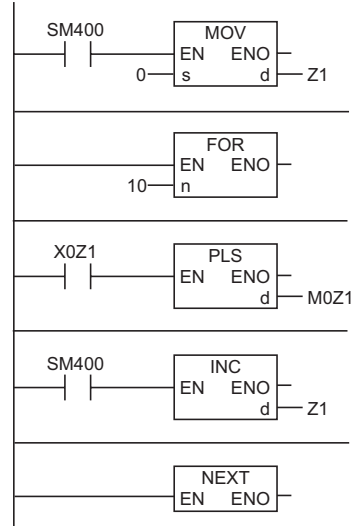 SM400
MOV
EN ENO
0 s d Z1
FOR
EN ENO
10 n
X0Z1
PLS
EN ENO
d M0Z1
SM400
INC
EN ENO
d Z1
NEXT
EN ENO